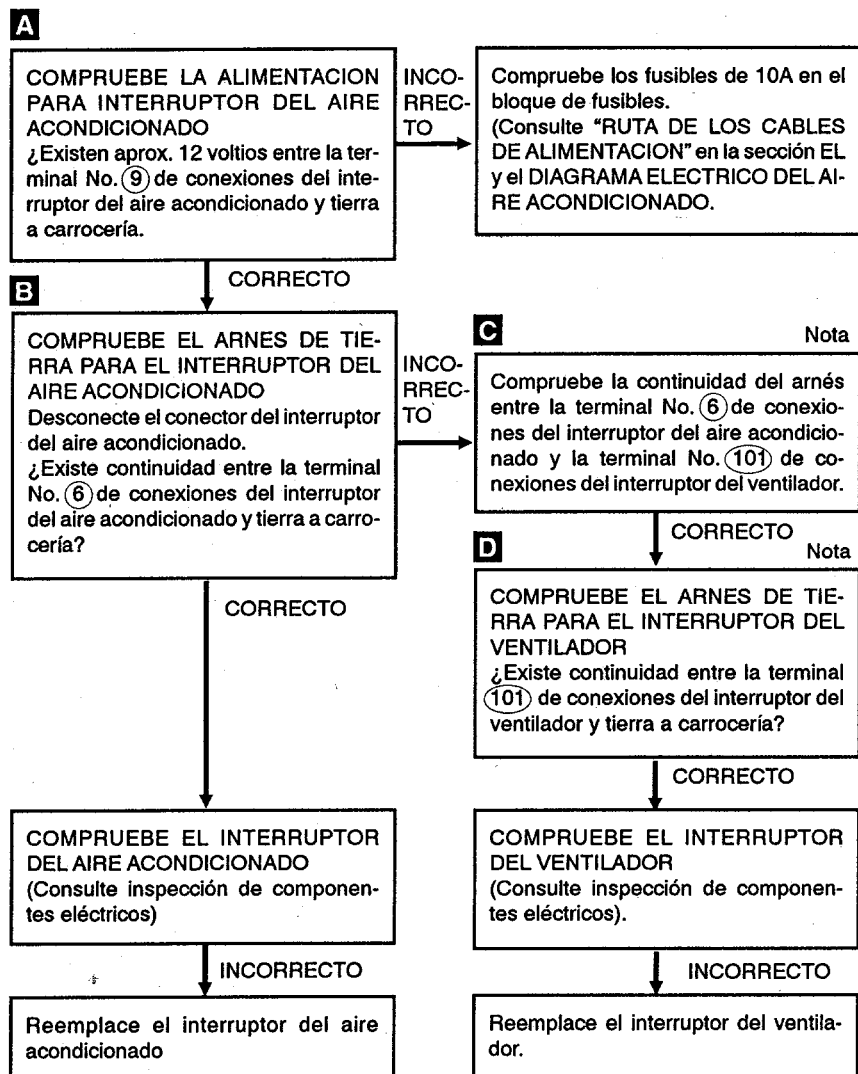 A
COMPRUEBE LA ALIMENTACION
PARA INTERRUPTOR DEL AIRE
ACONDICIONADO
¿Existen aprox. 12 voltios entre la ter-
minal No. 9 de conexiones del inte-
rruptor del aire acondicionado y tierra
a carrocería.
INCO-
RREC-
TO
Compruebe los fusibles de 10A en el
bloque de fusibles.
(Consulte "RUTA DE LOS CABLES
DE ALIMENTACION" en la sección EL
y el DIAGRAMA ELECTRICO DEL AI-
RE ACONDICIONADO.
CORRECTO
B
COMPRUEBE EL ARNES DE TIE-
RRA PARA EL INTERRUPTOR DEL
AIRE ACONDICIONADO
Desconecte el conector del interruptor
del aire acondicionado.
¿Existe continuidad entre la terminal
No. 6 de conexiones del interruptor
del aire acondicionado y tierra a carro-
cería?
INCO-
RREC-
TO
C
Nota
Compruebe la continuidad del arnés
entre la terminal No. 6 de conexio-
nes del interruptor del aire acondicio-
nado y la terminal No. 101 de co-
nexiones del interruptor del ventilador.
CORRECTO
D
Nota
COMPRUEBE EL ARNES DE TIE-
RRA PARA EL INTERRUPTOR DEL
VENTILADOR
¿Existe continuidad entre la terminal
101 de conexiones del interruptor del
ventilador y tierra a carrocería?
CORRECTO
CORRECTO
COMPRUEBE EL INTERRUPTOR
DEL AIRE ACONDICIONADO
(Consulte inspección de componen-
tes eléctricos)
COMPRUEBE EL INTERRUPTOR
DEL VENTILADOR
(Consulte inspección de componen-
tes eléctricos).
INCORRECTO
INCORRECTO
Reemplace el interruptor del aire
acondicionado
Reemplace el interruptor del ventila-
dor.